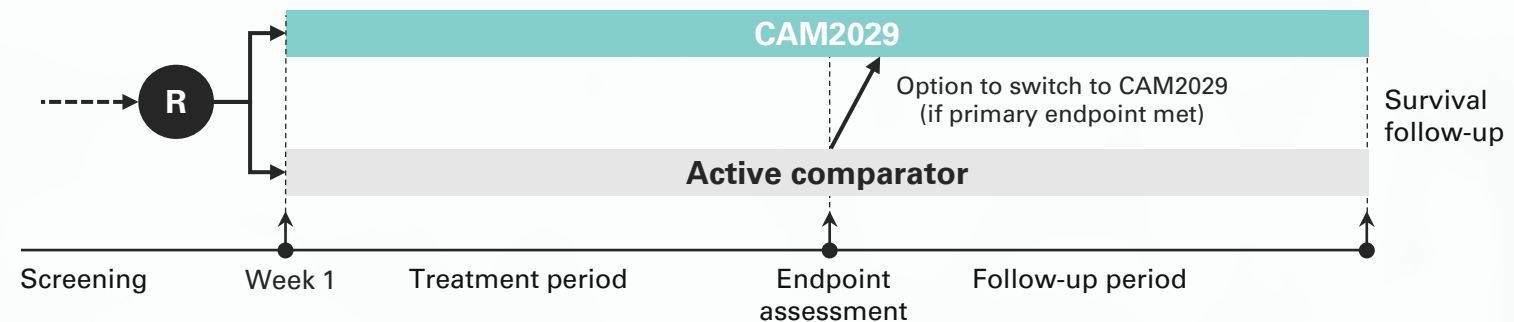 CAM2029
R
Option to switch to CAM2029
(if primary endpoint met)
Survival
follow-up
Active comparator
Screening
Week 1
Treatment period
Endpoint
assessment
Follow-up period